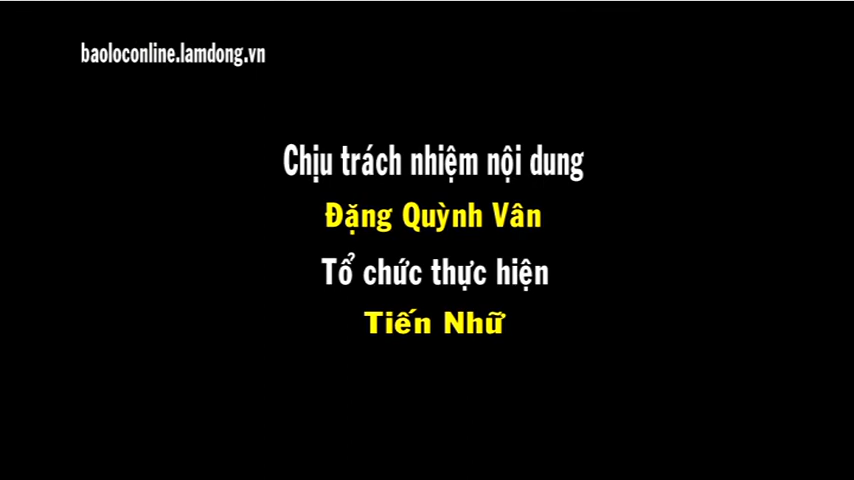 baoloconline.lamdong.vn
Chịu trách nhiệm nội dung
Đặng Quỳnh Vân
Tổ chức thực hiện
Tiến Nhữ